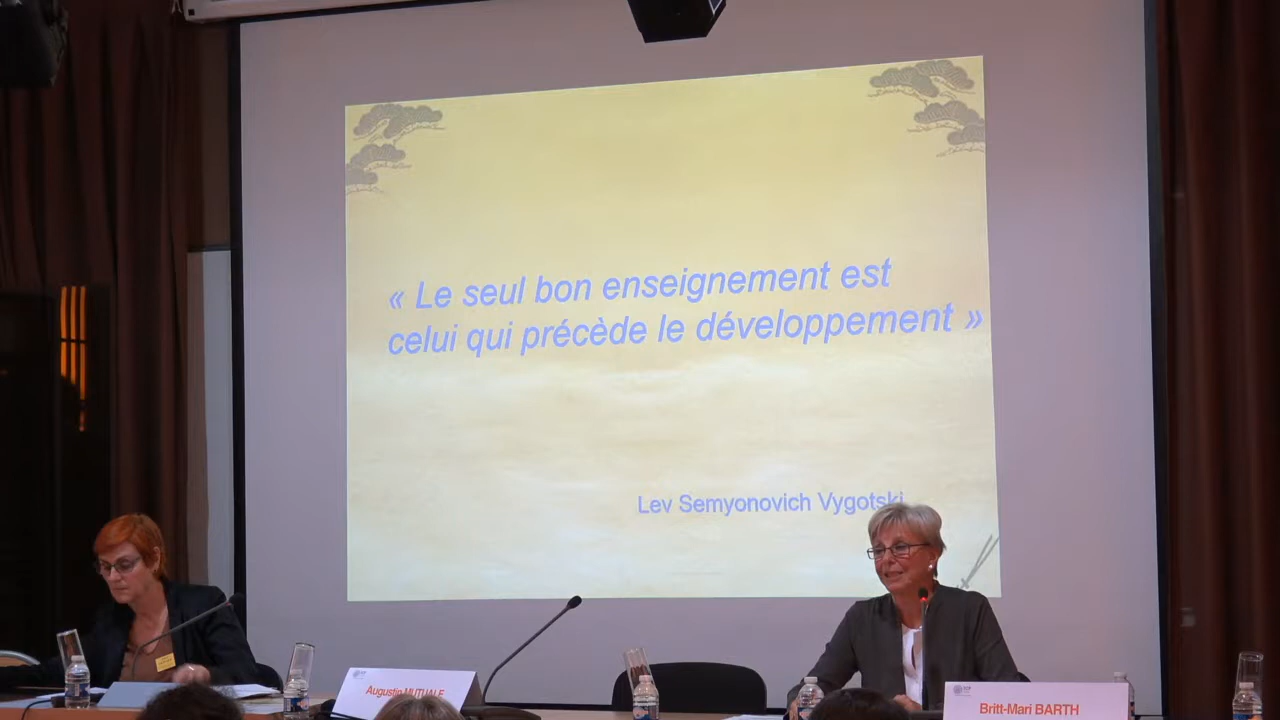 « Le seul bon enseignement est
celui qui précède le développement »
Lev Semyonovich Vygotski
Augustin MUTUALE
Britt-Mari BARTH